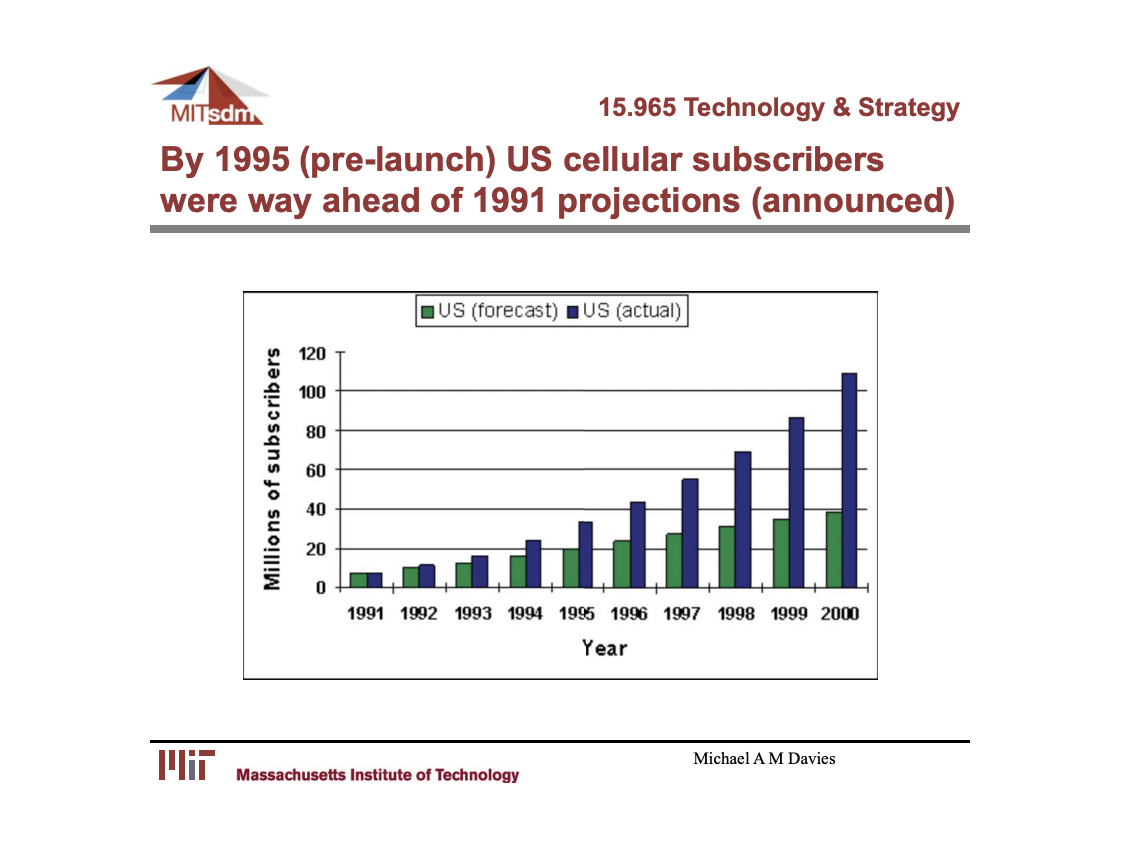 MITsdm
15.965 Technology & Strategy
By 1995 (pre-launch) US cellular subscribers
were way ahead of 1991 projections (announced)
US (forecast) US (actual)
Millions of subscribers
120
100
80
60
40
20
0
1991 1992 1993 1994 1995 1996 1997 1998 1999 2000
Year
Michael A M Davies
MIT
Massachusetts Institute of Technology